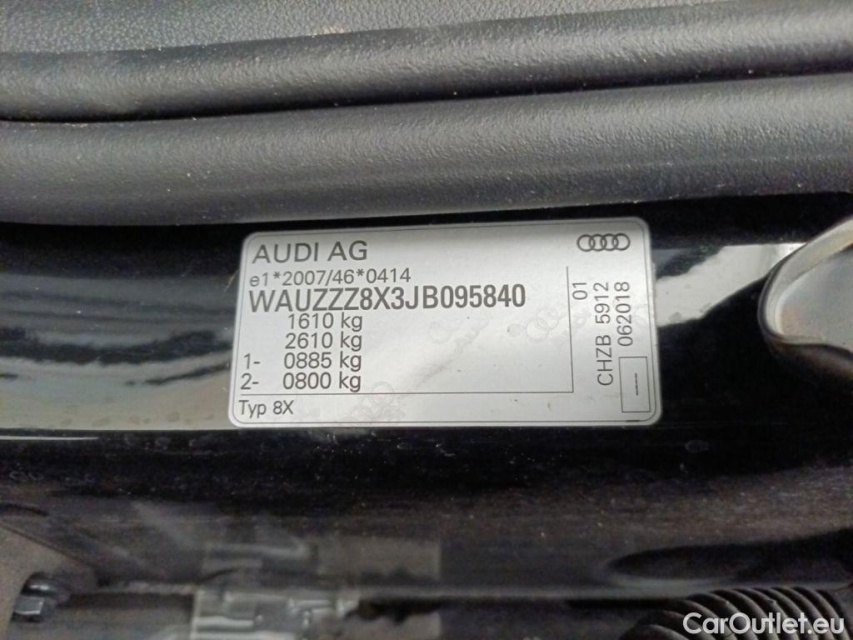 AUDI AG
e1*2007/46*0414
WAUZZZ8X3JB095840
1610 kg
2610 kg
1- 0885 kg
2- 0800 kg
Typ 8X
01
CHZB 5912
062018
CarOutlet.eu